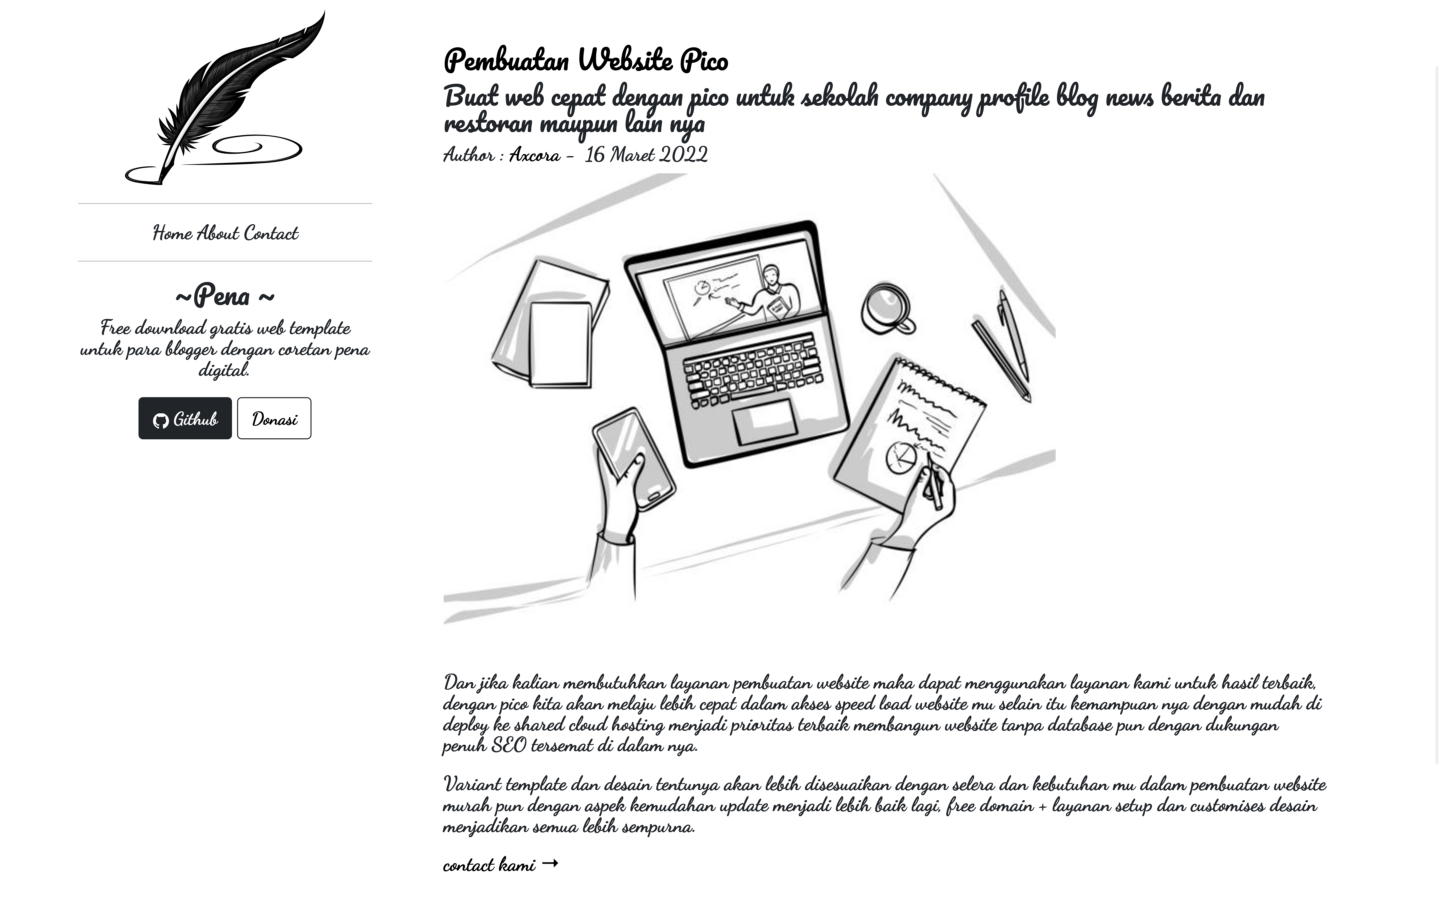 Home About Contact
~Pena ~
Free download gratis web template
untuk para blogger dengan coretan pena
digital.
Github
Donasi
Pembuatan Website Pico
Buat web cepat dengan pico untuk sekolah company profile blog news berita dan
restoran maupun lain nya
Author : Axcora - 16 Maret 2022
Dan jika kalian membutuhkan layanan pembuatan website maka dapat menggunakan layanan kami untuk hasil terbaik,
dengan pico kita akan melaju lebih cepat dalam akses speed load website mu selain itu kemampuan nya dengan mudah di
deploy ke shared cloud hosting menjadi prioritas terbaik membangun website tanpa database pun dengan dukungan
penuh SEO tersemat di dalam nya.
Variant template dan desain tentunya akan lebih disesuaikan dengan selera dan kebutuhan mu dalam pembuatan website
murah pun dengan aspek kemudahan update menjadi lebih baik lagi, free domain + layanan setup dan customises desain
menjadikan semua lebih sempurna.
contact kami →